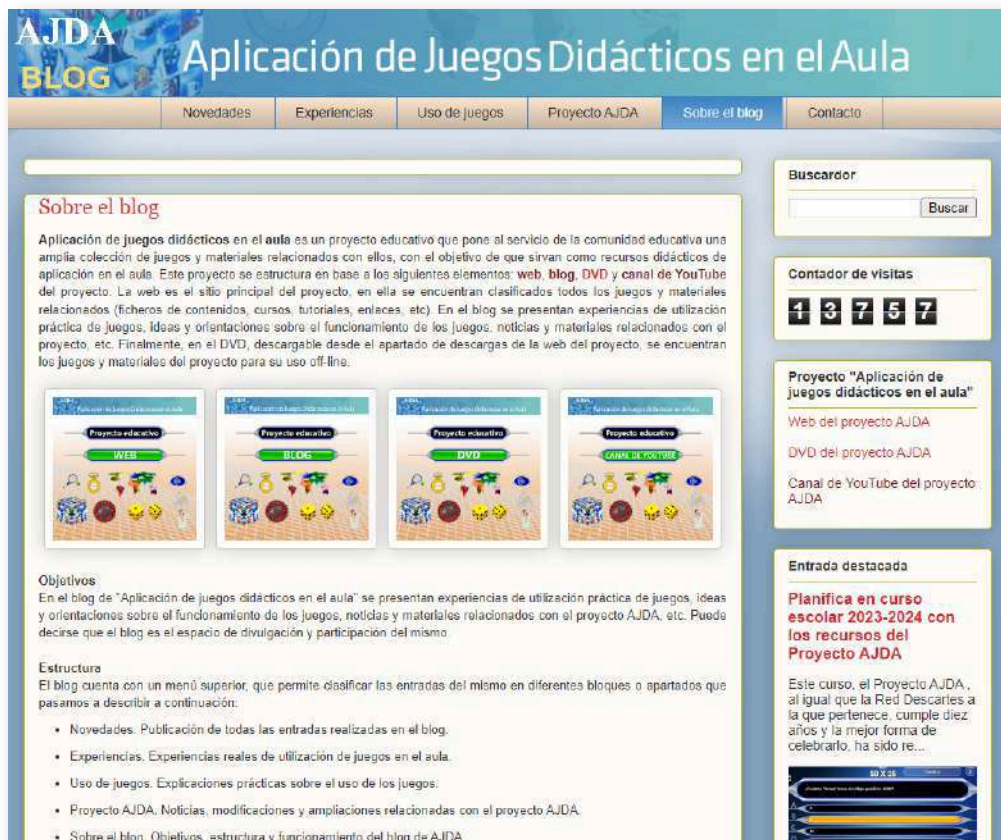 AJDA
BLOG
Aplicación de Juegos Didácticos en el Aula
Novedades Experiencias Uso de juegos Proyecto AJDA Sobre el blog Contacto
Sobre el blog
Aplicación de juegos didácticos en el aula es un proyecto educativo que pone al servicio de la comunidad educativa una
amplia colección de juegos y materiales relacionados con ellos, con el objetivo de que sirvan como recursos didácticos de
aplicación en el aula. Este proyecto se estructura en base a los siguientes elementos: web, blog, DVD y canal de YouTube
del proyecto. La web es el sitio principal del proyecto, en ella se encuentran clasificados todos los juegos y materiales
relacionados (ficheros de contenidos, cursos, tutoriales, enlaces, etc). En el blog se presentan experiencias de utilización
práctica de juegos, ideas y orientaciones sobre el funcionamiento de los juegos, noticias y materiales relacionados con el
proyecto, etc. Finalmente, en el DVD, descargable desde el apartado de descargas de la web del proyecto, se encuentran
los juegos y materiales del proyecto para su uso off-line.
Proyecto educativo
WEB
Proyecto educativo
BLOG
Proyecto educativo
DVD
Proyecto educativo
CANAL DE YOUTUBE
Objetivos
En el blog de "Aplicación de juegos didácticos en el aula" se presentan experiencias de utilización práctica de juegos, ideas
y orientaciones sobre el funcionamiento de los juegos, noticias y materiales relacionados con el proyecto AJDA, etc. Puede
decirse que el blog es el espacio de divulgación y participación del mismo.
Estructura
El blog cuenta con un menú superior, que permite clasificar las entradas del mismo en diferentes bloques o apartados que
pasamos a describir a continuación:
• Novedades. Publicación de todas las entradas realizadas en el blog.
• Experiencias. Experiencias reales de utilización de juegos en el aula.
• Uso de juegos. Explicaciones prácticas sobre el uso de los juegos.
• Proyecto AJDA. Noticias, modificaciones y ampliaciones relacionadas con el proyecto AJDA.
• Sobre el blog. Objetivos, estructura y funcionamiento del blog de AJDA
Buscardor
Buscar
Contador de visitas
13757
Proyecto "Aplicación de
juegos didácticos en el aula"
Web del proyecto AJDA
DVD del proyecto AJDA
Canal de YouTube del proyecto
AJDA
Entrada destacada
Planifica en curso
escolar 2023-2024 con
los recursos del
Proyecto AJDA
Este curso, el Proyecto AJDA ,
al igual que la Red Descartes a
la que pertenece, cumple diez
años y la mejor forma de
celebrarlo, ha sido re...
50 X 15